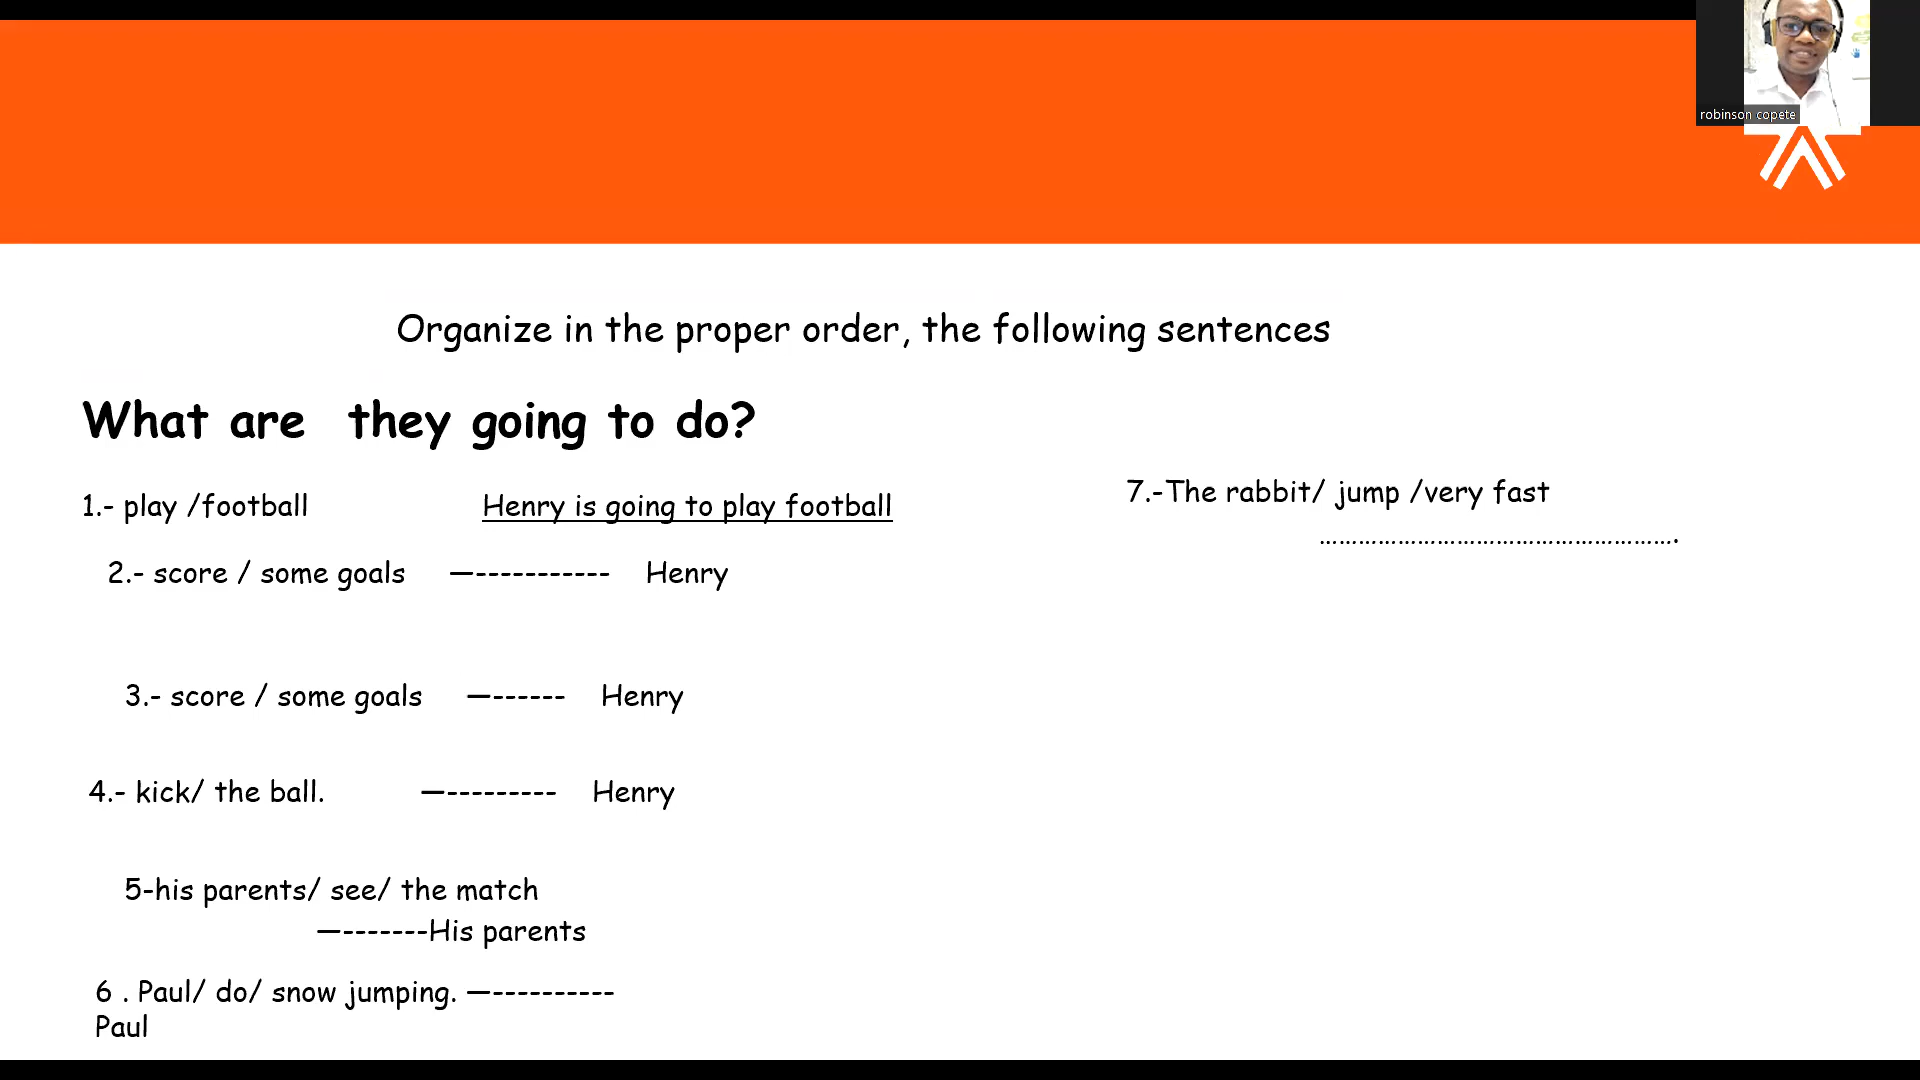 robinson copete
Organize in the proper order, the following sentences
What are they going to do?
1.- play /football Henry is going to play football
2.- score / some goals —----------- Henry
3.- score / some goals —------ Henry
4.- kick/ the ball. —--------- Henry
5-his parents/ see/ the match
—-------His parents
6 . Paul/ do/ snow jumping. —----------
Paul
7.-The rabbit/ jump /very fast
……………………………………………….